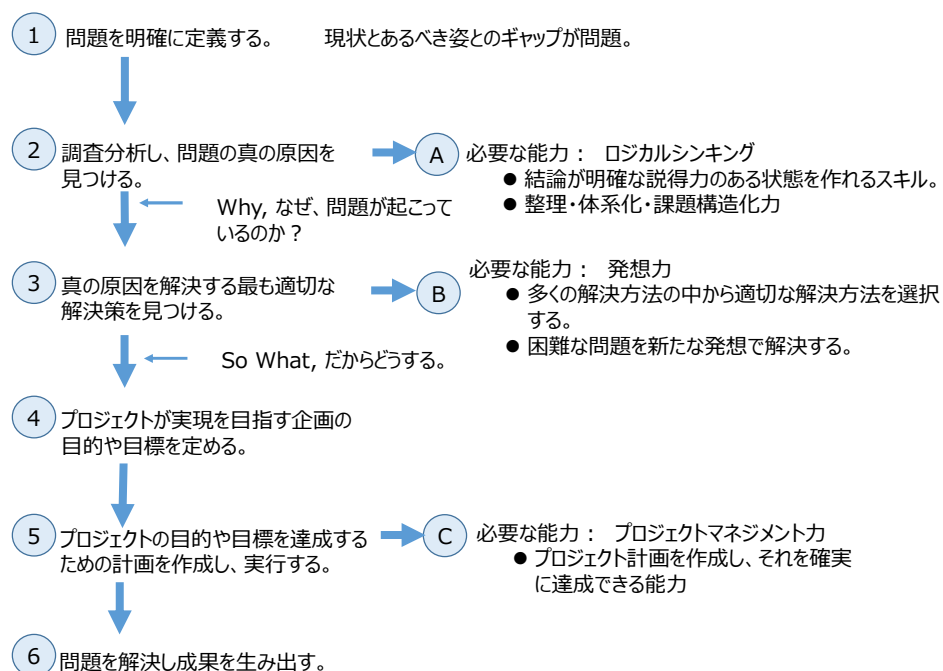 1 問題を明確に定義する。 現状とあるべき姿とのギャップが問題。
2 調査分析し、問題の真の原因を
見つける。
A 必要な能力： ロジカルシンキング
● 結論が明確な説得力のある状態を作れるスキル。
● 整理・体系化・課題構造化力
Why, なぜ、問題が起こって
いるのか？
3 真の原因を解決する最も適切な
解決策を見つける。
B 必要な能力： 発想力
● 多くの解決方法の中から適切な解決方法を選択
する。
● 困難な問題を新たな発想で解決する。
So What, だからどうする。
4 プロジェクトが実現を目指す企画の
目的や目標を定める。
5 プロジェクトの目的や目標を達成する
ための計画を作成し、実行する。
C 必要な能力： プロジェクトマネジメント力
● プロジェクト計画を作成し、それを確実
に達成できる能力
6 問題を解決し成果を生み出す。